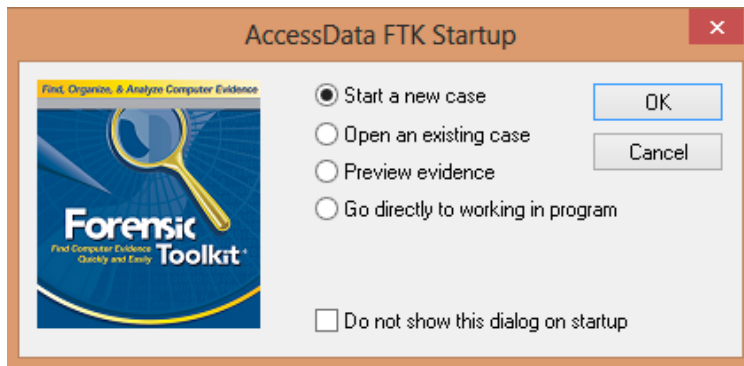 AccessData FTK Startup
Find, Organize, & Analyze Computer Evidence
Forensic
Toolkit
Find Computer Evidence
Quickly and Easily
Start a new case
Open an existing case
Preview evidence
Go directly to working in program
Do not show this dialog on startup
OK
Cancel